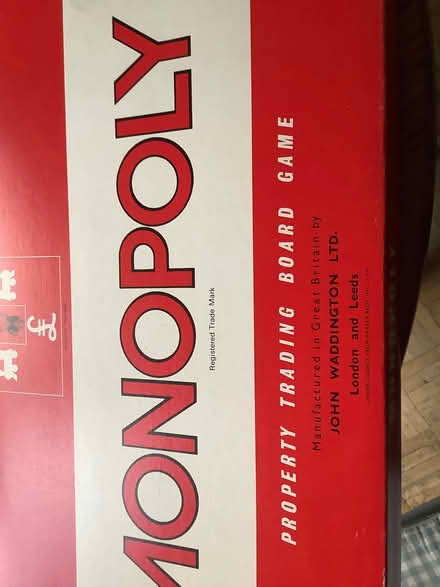 £
MONOPOLY
Registered Trade Mark
PROPERTY TRADING BOARD GAME
Manufactured in Great Britain by
JOHN WADDINGTON LTD.
London and Leeds